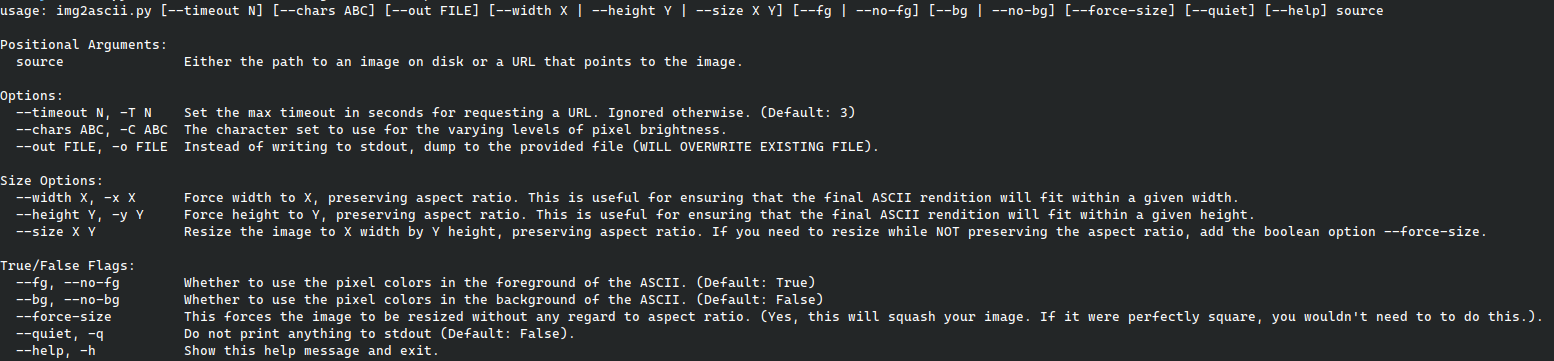 usage: img2ascii.py [--timeout N] [--chars ABC] [--out FILE] [--width X | --height Y | --size X Y] [--fg | --no-fg] [--bg | --no-bg] [--force-size] [--quiet] [--help] source
Positional Arguments:
source Either the path to an image on disk or a URL that points to the image.
Options:
--timeout N, -T N Set the max timeout in seconds for requesting a URL. Ignored otherwise. (Default: 3)
--chars ABC, -C ABC The character set to use for the varying levels of pixel brightness.
--out FILE, -o FILE Instead of writing to stdout, dump to the provided file (WILL OVERWRITE EXISTING FILE).
Size Options:
--width X, -x X Force width to X, preserving aspect ratio. This is useful for ensuring that the final ASCII rendition will fit within a given width.
--height Y, -y Y Force height to Y, preserving aspect ratio. This is useful for ensuring that the final ASCII rendition will fit within a given height.
--size X Y Resize the image to X width by Y height, preserving aspect ratio. If you need to resize while NOT preserving the aspect ratio, add the boolean option --force-size.
True/False Flags:
--fg, --no-fg Whether to use the pixel colors in the foreground of the ASCII. (Default: True)
--bg, --no-bg Whether to use the pixel colors in the background of the ASCII. (Default: False)
--force-size This forces the image to be resized without any regard to aspect ratio. (Yes, this will squash your image. If it were perfectly square, you wouldn't need to to do this.).
--quiet, -q Do not print anything to stdout (Default: False).
--help, -h Show this help message and exit.